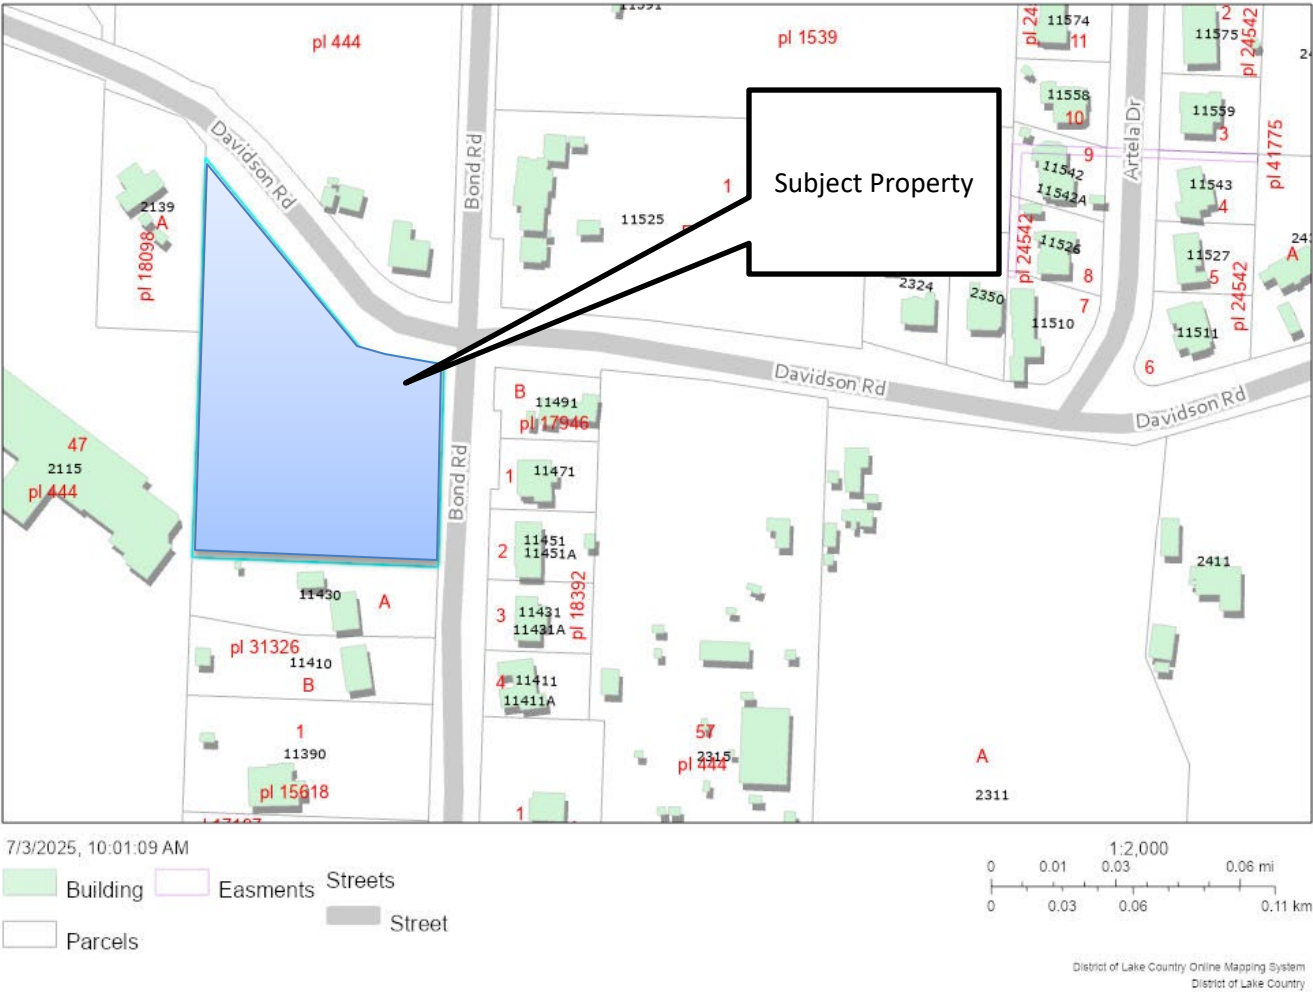 pl 444
Bond Rd
pl 1539
pl 24
11574
11
Artela Dr
2
11575
pl 24542
11558
10
11559
3
Davidson Rd
Subject Property
9
11542
11542A
pl 41775
2139
A
pl 18098
1
11525
11543
4
pl 24542
11526
8
11527
5
pl 24542
A
2324
2350
7
11510
11511
6
Davidson Rd
Davidson Rd
B
11491
pl 17946
47
2115
pl 444
1
11471
Bond Rd
2
11451
11451A
2411
pl 18392
11430
A
3
11431
11431A
pl 31326
11410
B
4
11411
11411A
1
11390
57
2315
pl 444
A
pl 15618
2311
1
7/3/2025, 10:01:09 AM
Building
Easments
Streets
Street
Parcels
1:2,000
0 0.01 0.03 0.06 mi
0 0.03 0.06 0.11 km
District of Lake Country Online Mapping System
District of Lake Country